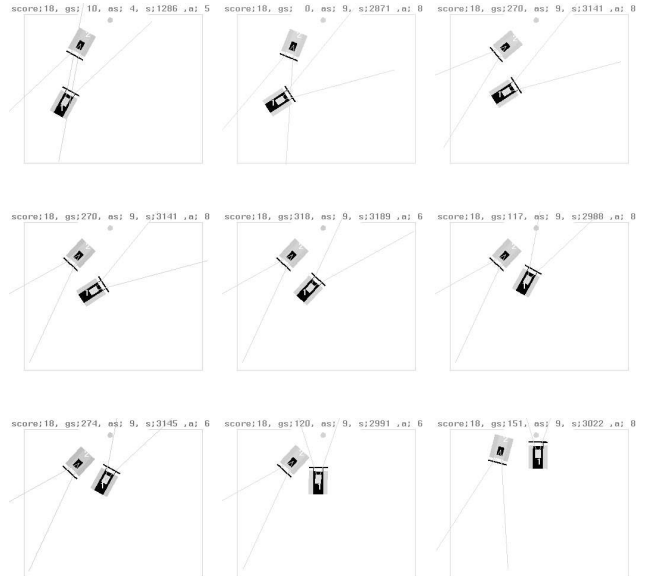 score;18, gs; 10, as; 4, s;1286 ,a; 5
score;18, gs;  0, as; 9, s;2871 ,a; 8
score;18, gs;270, as; 9, s;3141 ,a; 8
score;18, gs;270, as; 9, s;3141 ,a; 8
score;18, gs;318, as; 9, s;3189 ,a; 6
score;18, gs;117, as; 9, s;2988 ,a; 8
score;18, gs;274, as; 9, s;3145 ,a; 6
score;18, gs;120, as; 9, s;2991 ,a; 6
score;18, gs;151, as; 9, s;3022 ,a; 8